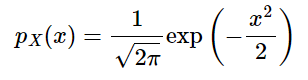 p_X(x) = \frac{1}{\sqrt{2\pi}} \exp\left(-\frac{x^2}{2}\right)